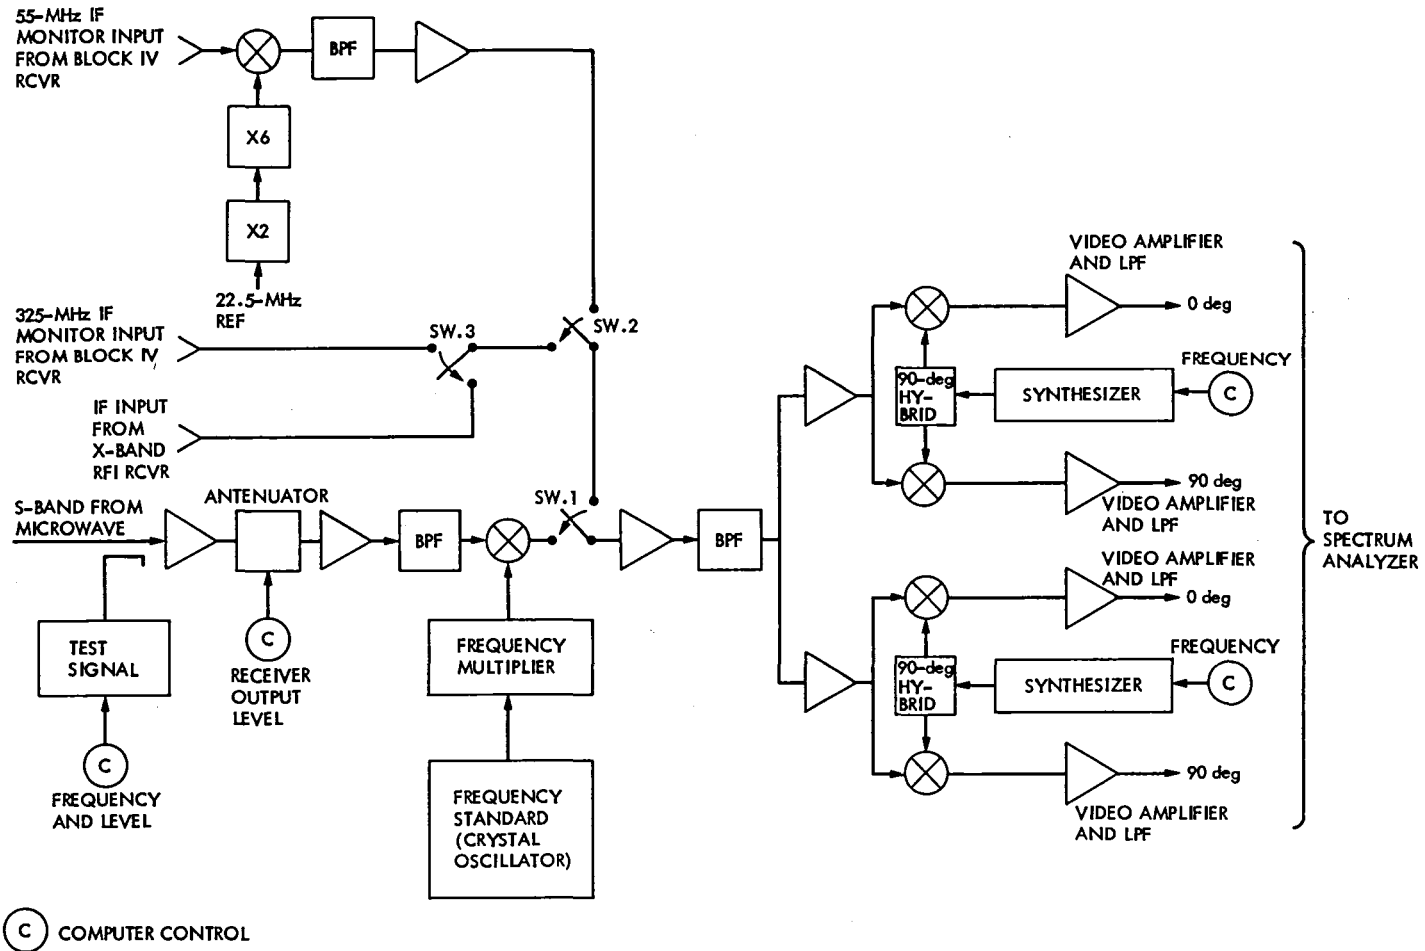 55-MHz IF
MONITOR INPUT
FROM BLOCK IV
RCVR
BPF
X6
X2
22.5-MHz
REF
325-MHz IF
MONITOR INPUT
FROM BLOCK IV
RCVR
SW.3
SW.2
IF INPUT
FROM
X-BAND
RFI RCVR
S-BAND FROM
MICROWAVE
ANTENUATOR
BPF
SW.1
BPF
TEST
SIGNAL
C
RECEIVER
OUTPUT
LEVEL
FREQUENCY
MULTIPLIER
C
FREQUENCY
AND LEVEL
FREQUENCY
STANDARD
(CRYSTAL
OSCILLATOR)
VIDEO AMPLIFIER
AND LPF
0 deg
90-deg
HY-
BRID
SYNTHESIZER
FREQUENCY
C
90 deg
VIDEO AMPLIFIER
AND LPF
VIDEO AMPLIFIER
AND LPF
0 deg
90-deg
HY-
BRID
SYNTHESIZER
FREQUENCY
C
90 deg
VIDEO AMPLIFIER
AND LPF
TO
SPECTRUM
ANALYZER
C COMPUTER CONTROL